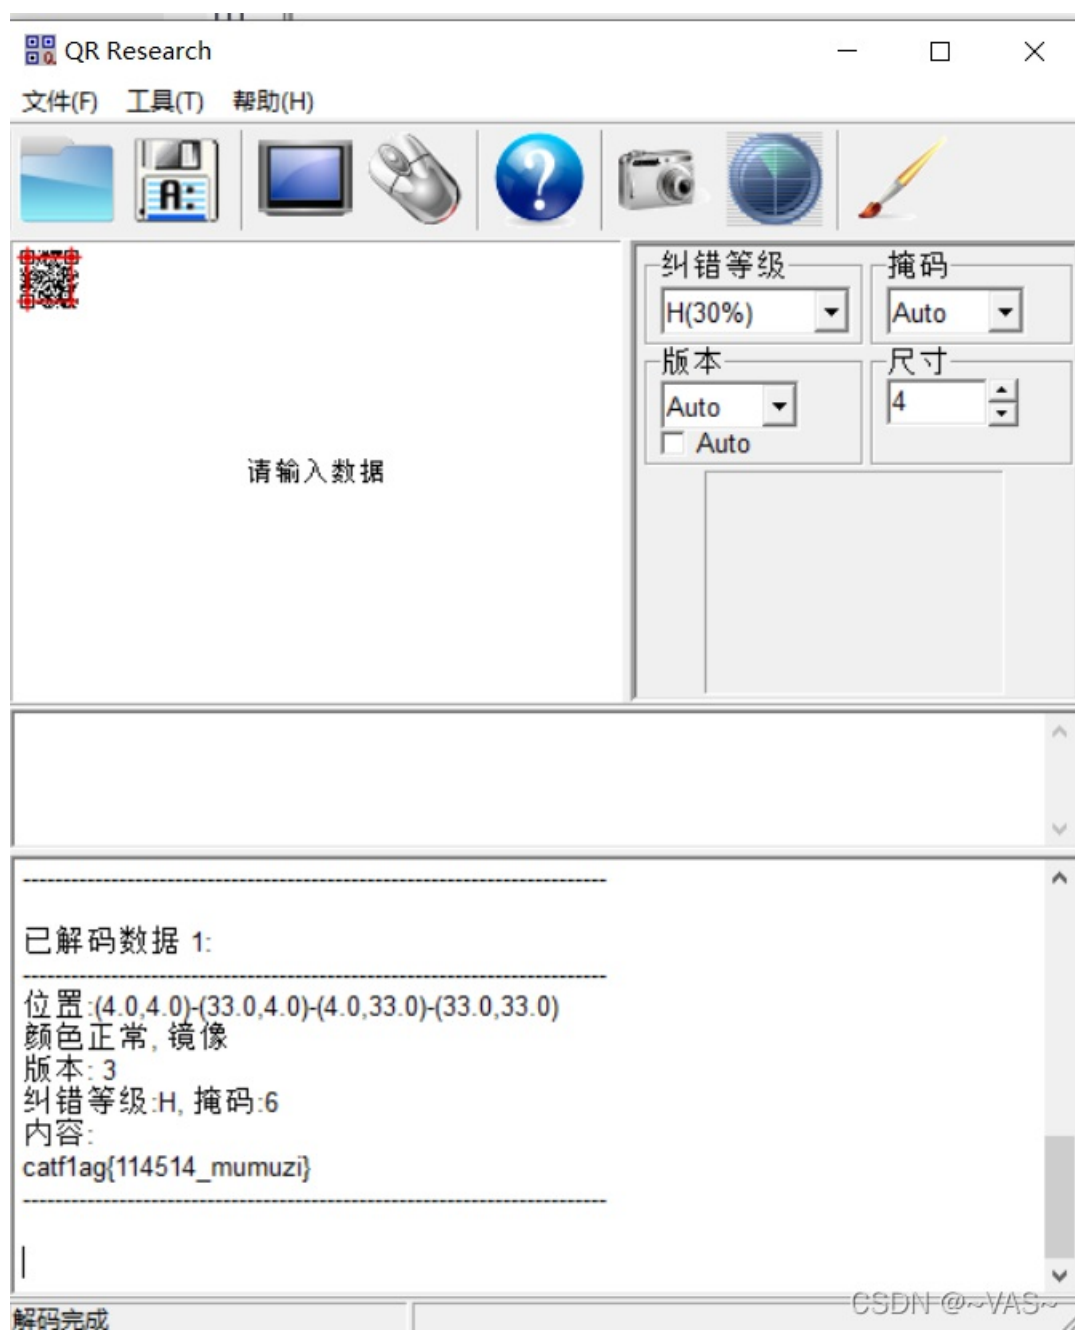 QR Research
文件(F) 工具(T) 帮助(H)
A:
纠错等级 掩码
H(30%) Auto
版本 尺寸
Auto 4
Auto
请输入数据
已解码数据 1:
位置:(4.0,4.0)-(33.0,4.0)-(4.0,33.0)-(33.0,33.0)
颜色正常, 镜像
版本: 3
纠错等级:H, 掩码:6
内容:
catf1ag{114514_mumuzi}
解码完成
CSDN @~VAS~